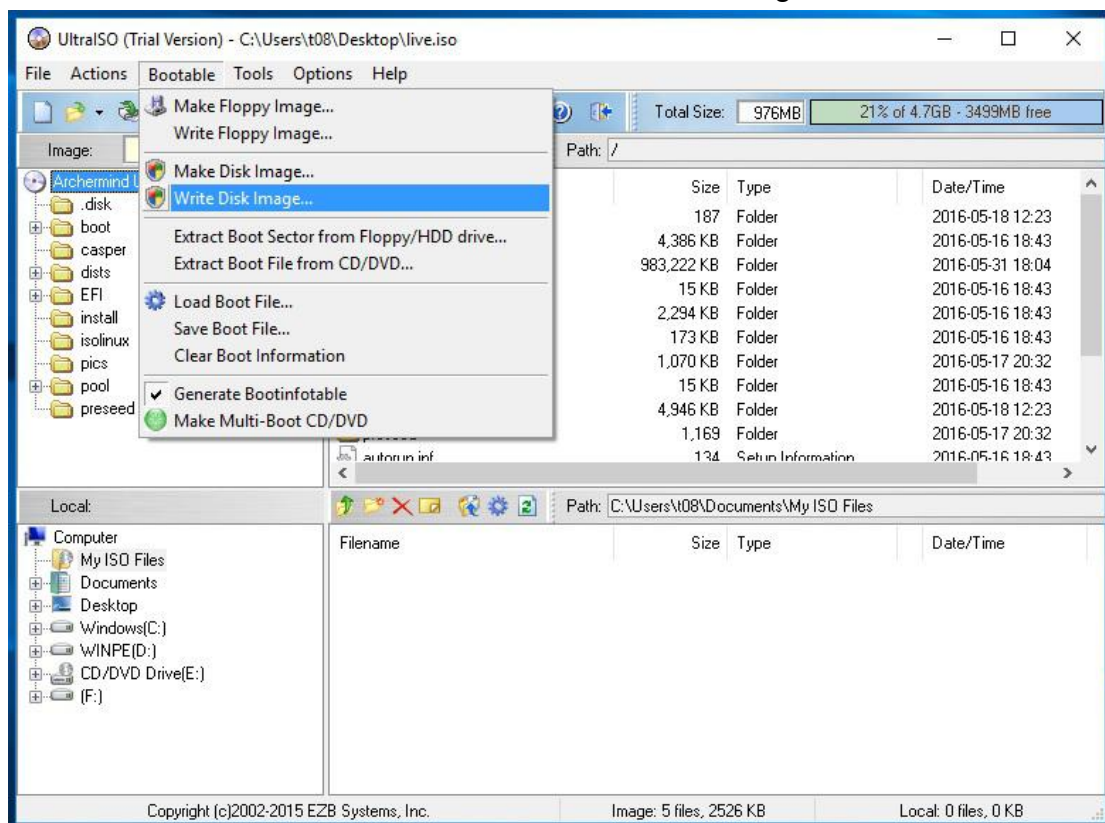 UltraISO (Trial Version) - C:\Users\t08\Desktop\live.iso
File Actions Bootable Tools Options Help
Total Size: 976MB 21% of 4.7GB - 3499MB free
Make Floppy Image...
Write Floppy Image...
Make Disk Image...
Write Disk Image...
Extract Boot Sector from Floppy/HDD drive...
Extract Boot File from CD/DVD...
Load Boot File...
Save Boot File...
Clear Boot Information
Generate Bootinfotable
Make Multi-Boot CD/DVD
Image: Path: /
Archermind
.disk
boot
casper
dists
EFI
install
isolinux
pics
pool
preseed
Size Type Date/Time
187 Folder 2016-05-18 12:23
4,386 KB Folder 2016-05-16 18:43
983,222 KB Folder 2016-05-31 18:04
15 KB Folder 2016-05-16 18:43
2,294 KB Folder 2016-05-16 18:43
173 KB Folder 2016-05-16 18:43
1,070 KB Folder 2016-05-17 20:32
15 KB Folder 2016-05-16 18:43
4,946 KB Folder 2016-05-18 12:23
1,169 Folder 2016-05-17 20:32
autorun.inf 134 Setup Information 2016-05-16 18:43
Local: Path: C:\Users\t08\Documents\My ISO Files
Computer
My ISO Files
Documents
Desktop
Windows(C:)
WINPE(D:)
CD/DVD Drive(E:)
(F:)
Filename Size Type Date/Time
Copyright (c)2002-2015 EZB Systems, Inc. Image: 5 files, 2526 KB Local: 0 files, 0 KB